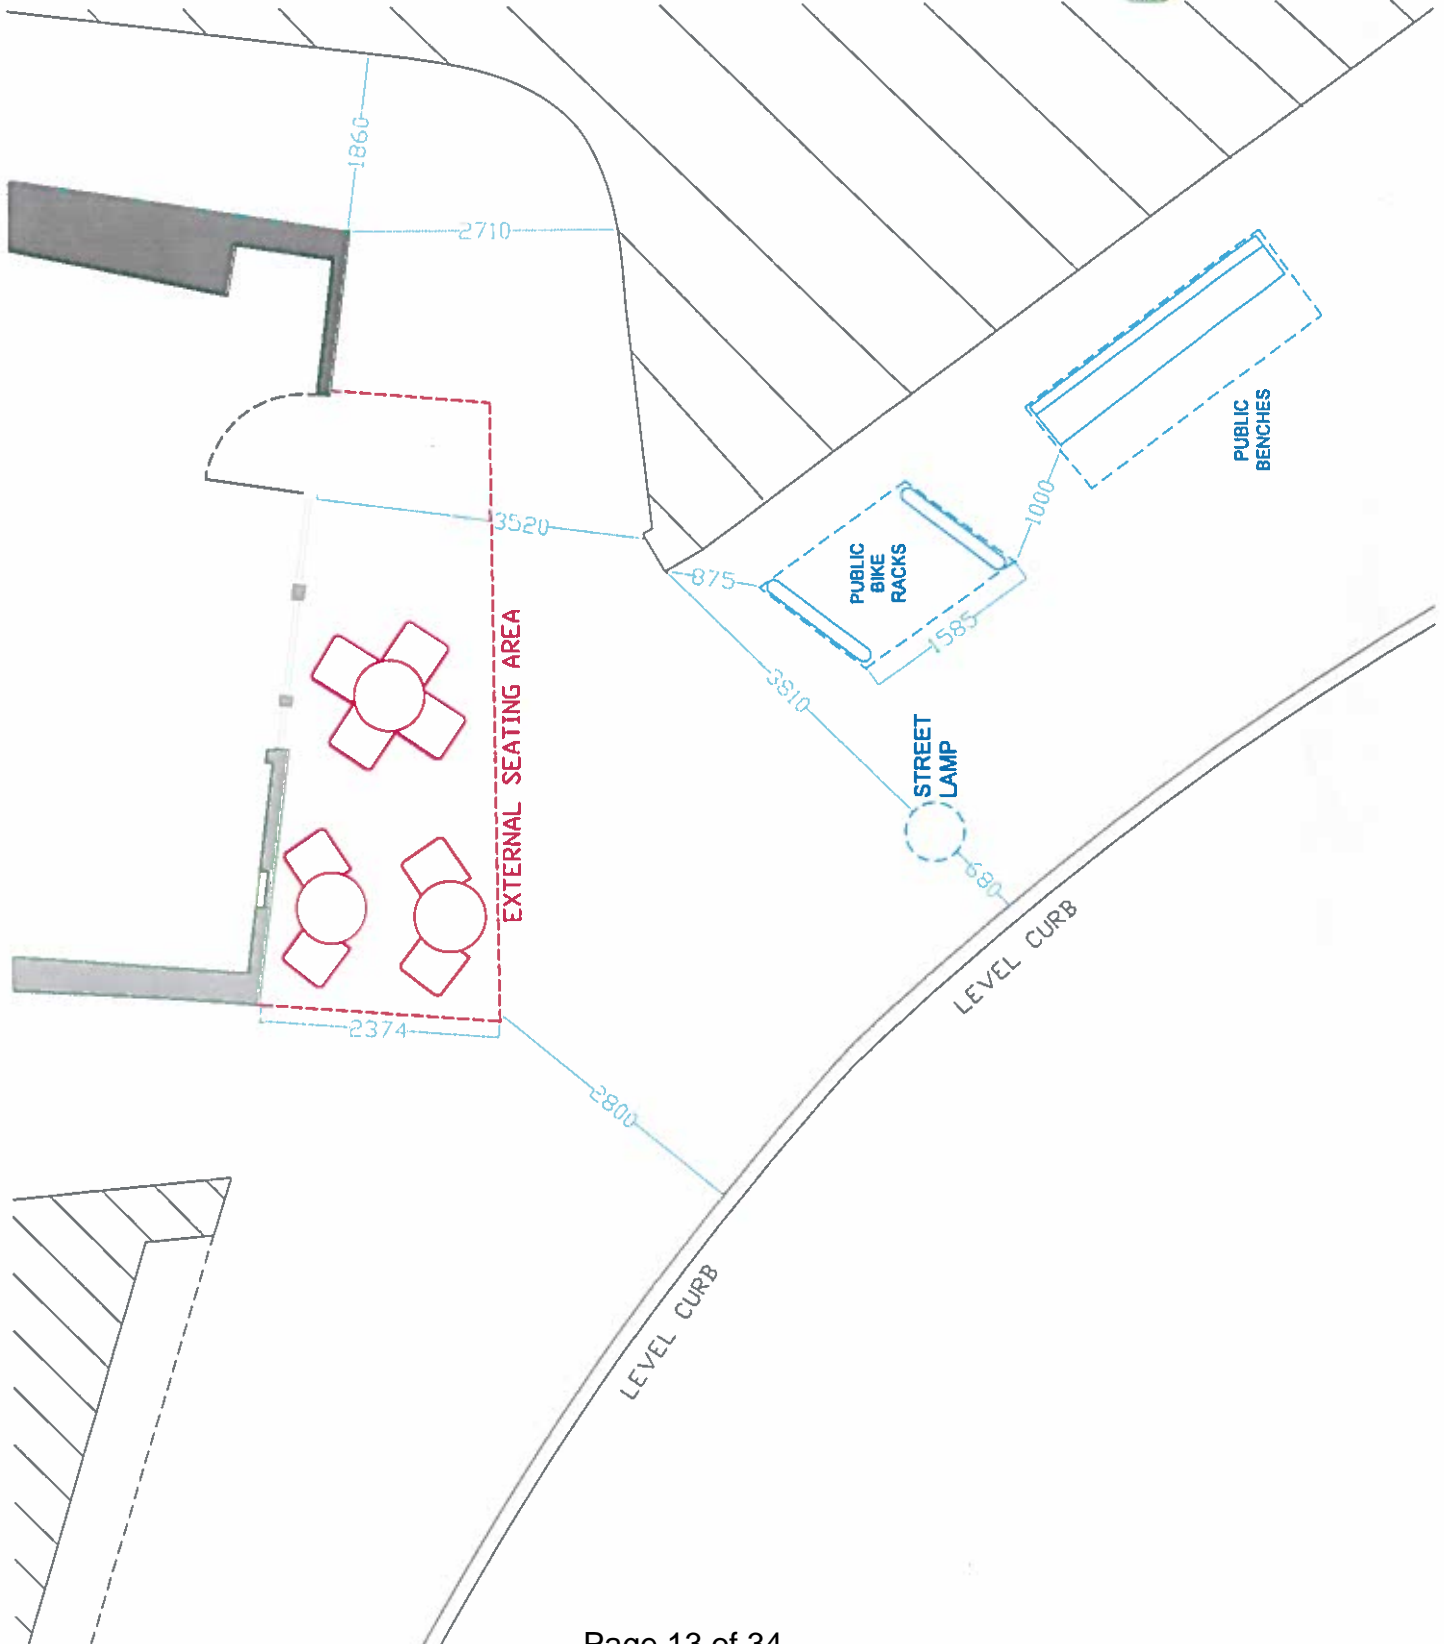 1860
2710
PUBLIC
BENCHES
3520
1000
875
PUBLIC
BIKE
RACKS
1585
EXTERNAL SEATING AREA
3810
STREET
LAMP
680
LEVEL CURB
2374
2800
LEVEL CURB
Page 13 of 34